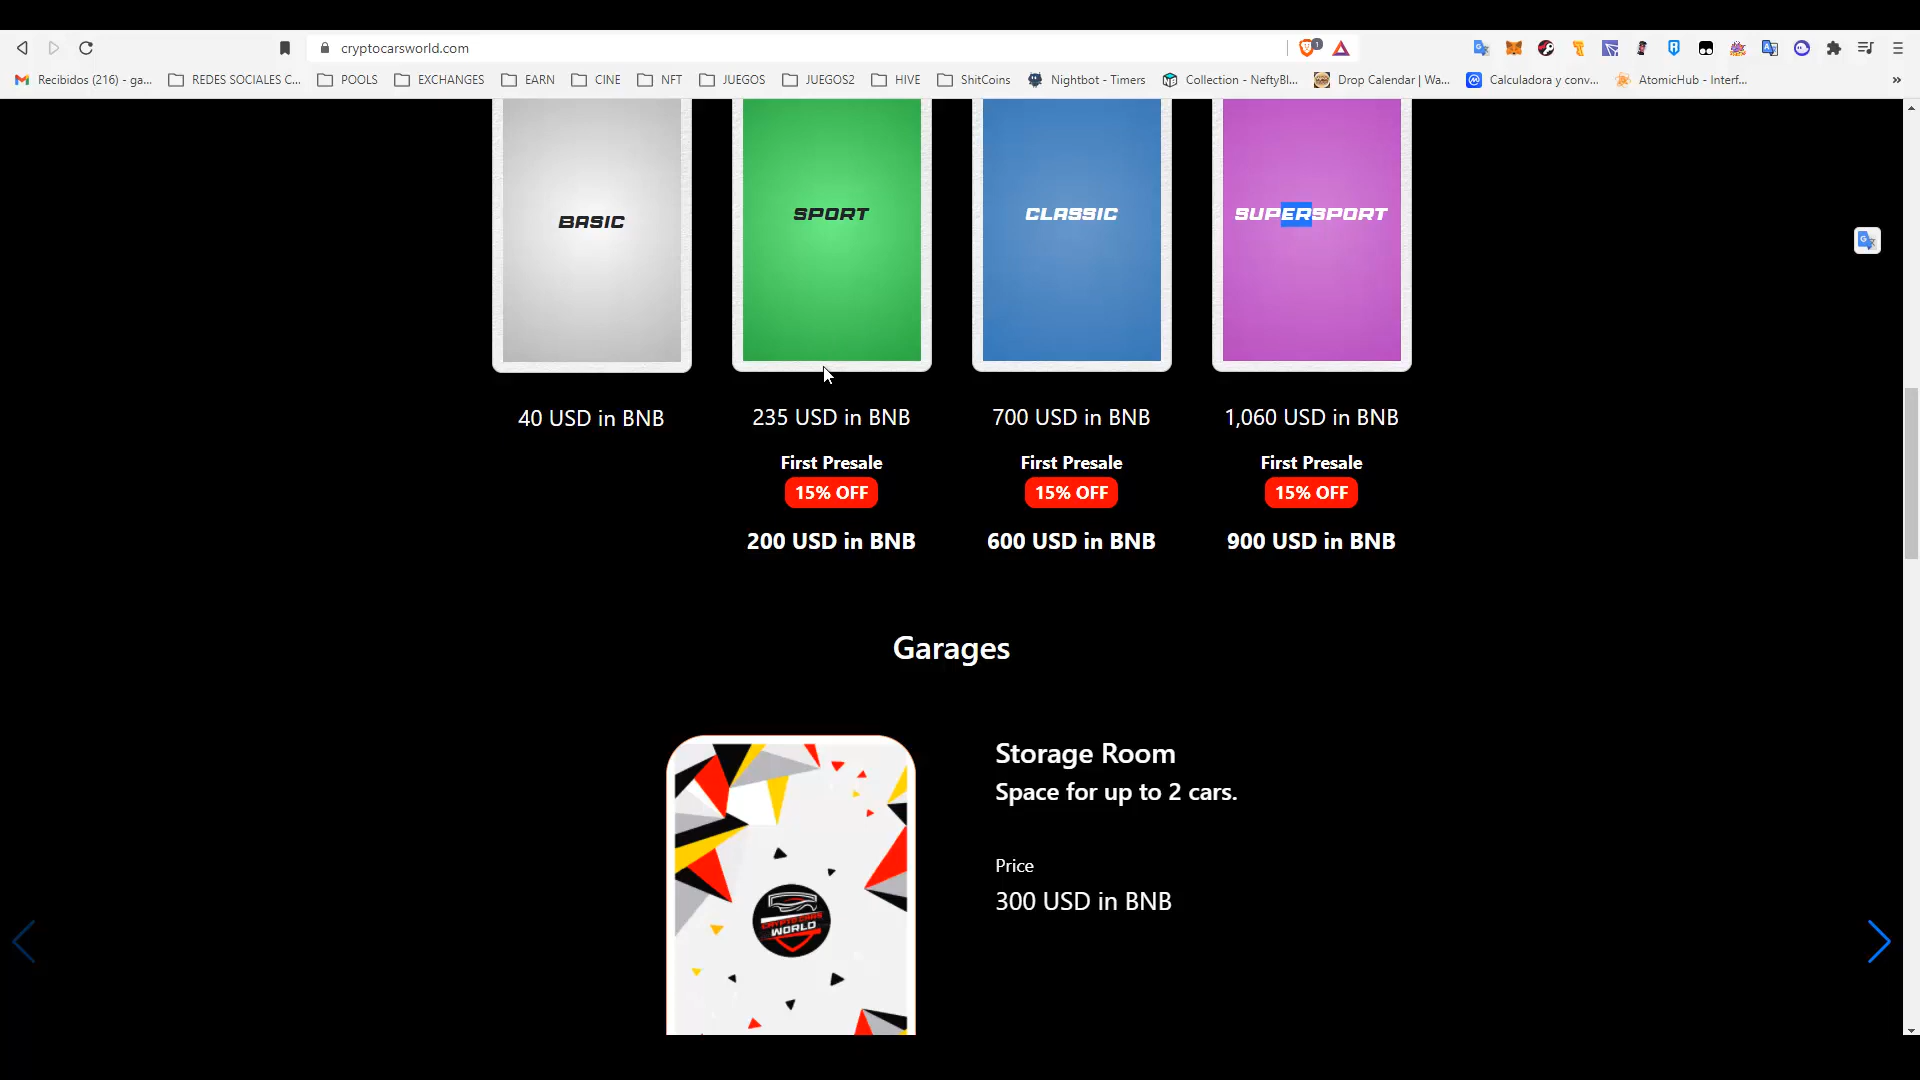 cryptocarsworld.com
1
Recibidos (216) - ga...
REDES SOCIALES C...
POOLS
EXCHANGES
EARN
CINE
NFT
JUEGOS
JUEGOS2
HIVE
ShitCoins
Nightbot - Timers
Collection - NeftyBl...
Drop Calendar | Wa...
Calculadora y conv...
AtomicHub - Interf...
»
BASIC
SPORT
CLASSIC
SUPERSPORT
40 USD in BNB
235 USD in BNB
700 USD in BNB
1,060 USD in BNB
First Presale
First Presale
First Presale
15% OFF
15% OFF
15% OFF
200 USD in BNB
600 USD in BNB
900 USD in BNB
Garages
Storage Room
Space for up to 2 cars.
Price
300 USD in BNB
CRYPTO CARS
WORLD